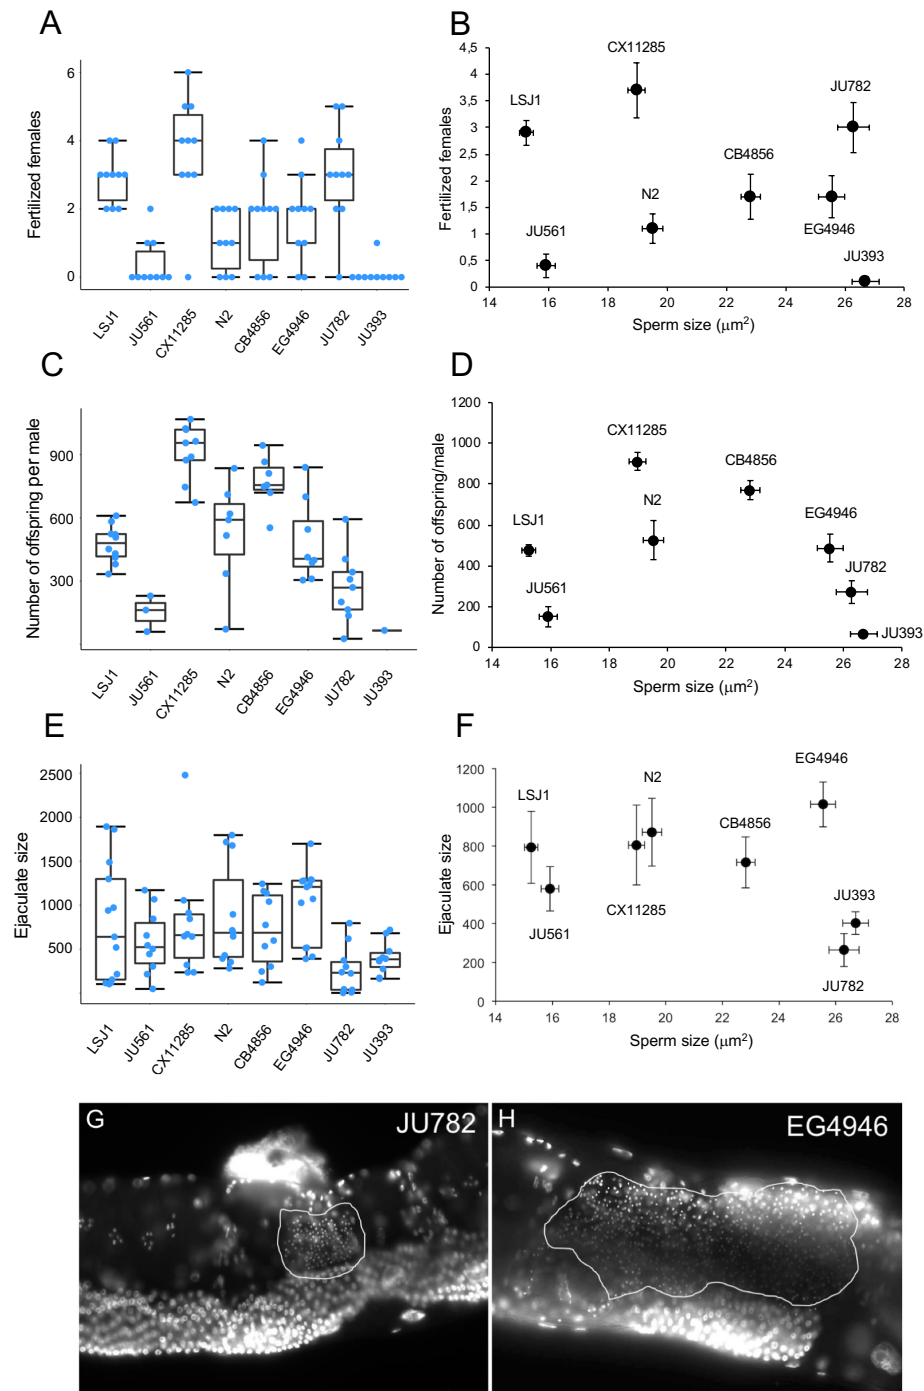 A
Fertilized females
6
4
2
0
LSJ1
JU561
CX11285
N2
CB4856
EG4946
JU782
JU393
B
Fertilized females
4,5
4
3,5
3
2,5
2
1,5
1
0,5
0
14 16 18 20 22 24 26 28
Sperm size (μm²)
CX11285
LSJ1
JU782
CB4856
N2
EG4946
JU561
JU393
C
Number of offspring per male
900
600
300
LSJ1
JU561
CX11285
N2
CB4856
EG4946
JU782
JU393
D
Number of offspring/male
1200
1000
800
600
400
200
0
14 16 18 20 22 24 26 28
Sperm size (μm²)
CX11285
CB4856
LSJ1
N2
EG4946
JU561
JU782
JU393
E
Ejaculate size
2500
2000
1500
1000
500
LSJ1
JU561
CX11285
N2
CB4856
EG4946
JU782
JU393
F
Ejaculate size
1200
1000
800
600
400
200
0
14 16 18 20 22 24 26 28
Sperm size (μm²)
EG4946
N2
LSJ1
CB4856
JU393
CX11285
JU561
JU782
G JU782
H EG4946